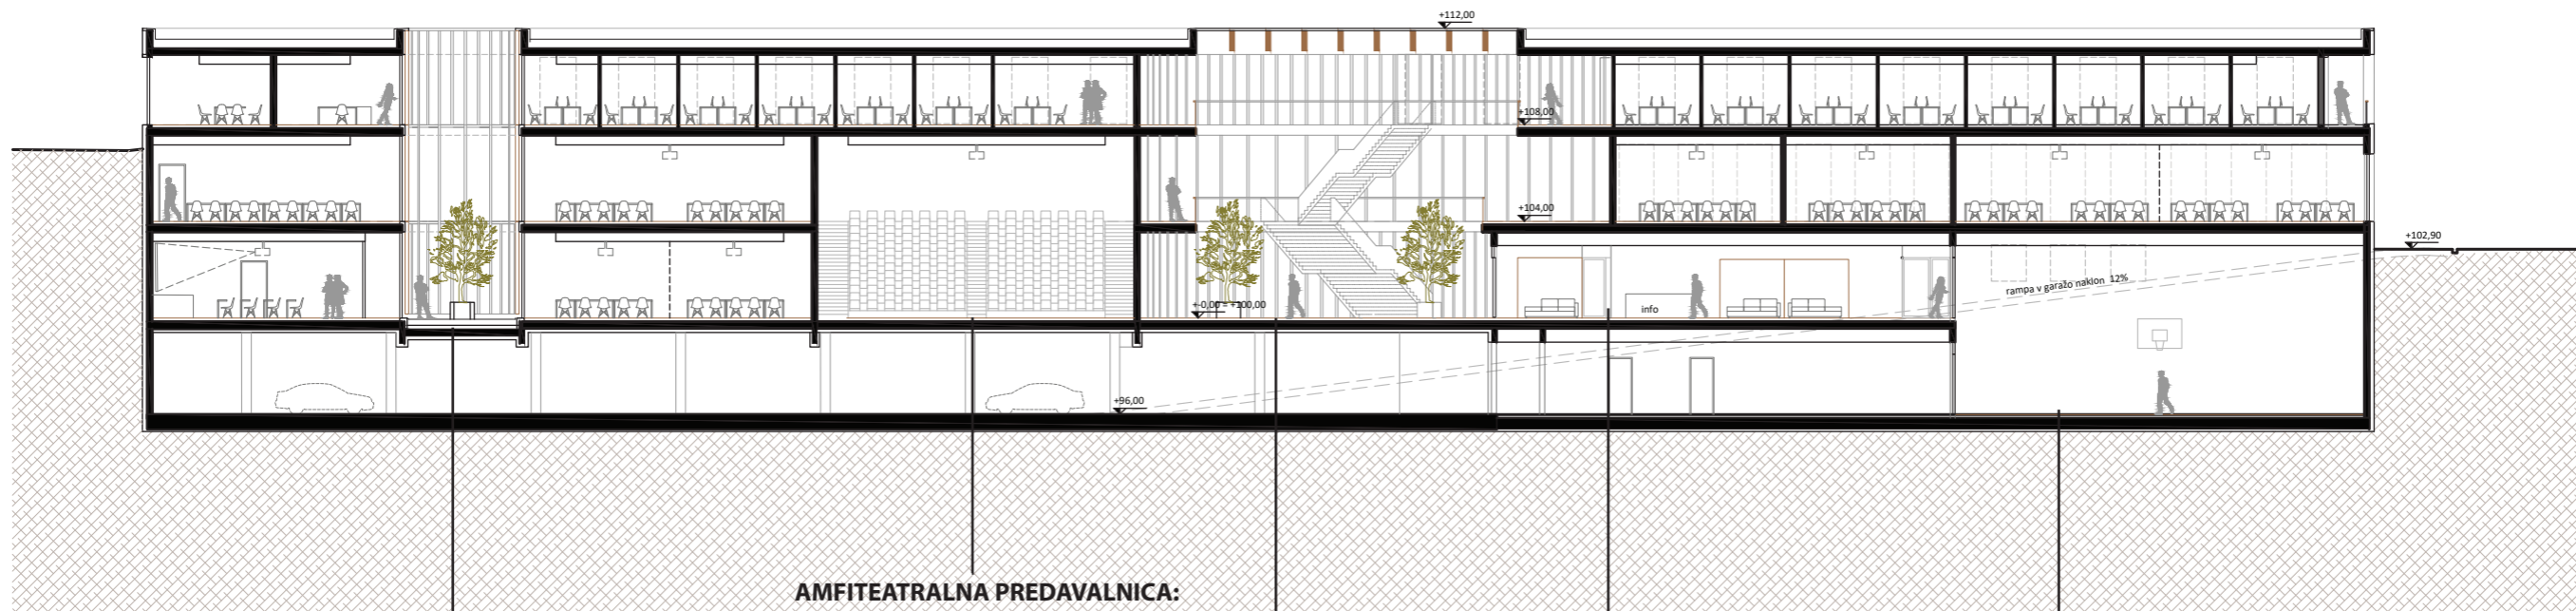 +112,00
+108,00
+104,00
+102,90
rampa v garažo naklon 12%
+-0,00 = +100,00
info
+96,00
AMFITEATRALNA PREDAVALNICA: